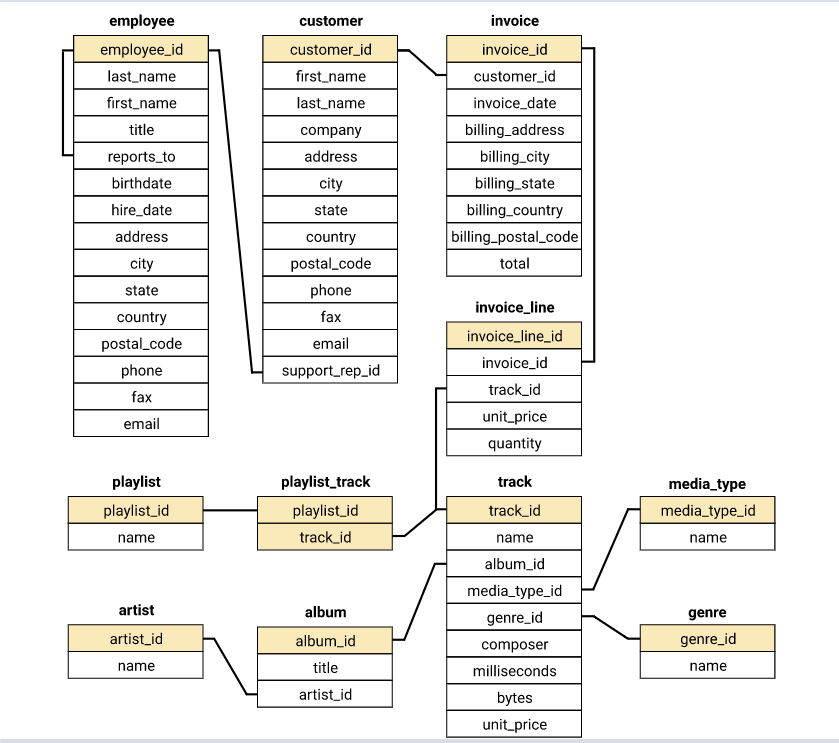 employee
employee_id
last_name
first_name
title
reports_to
birthdate
hire_date
address
city
state
country
postal_code
phone
fax
email
customer
customer_id
first_name
last_name
company
address
city
state
country
postal_code
phone
fax
email
support_rep_id
invoice
invoice_id
customer_id
invoice_date
billing_address
billing_city
billing_state
billing_country
billing_postal_code
total
invoice_line
invoice_line_id
invoice_id
track_id
unit_price
quantity
playlist
playlist_id
name
playlist_track
playlist_id
track_id
track
track_id
name
album_id
media_type_id
genre_id
composer
milliseconds
bytes
unit_price
media_type
media_type_id
name
artist
artist_id
name
album
album_id
title
artist_id
genre
genre_id
name